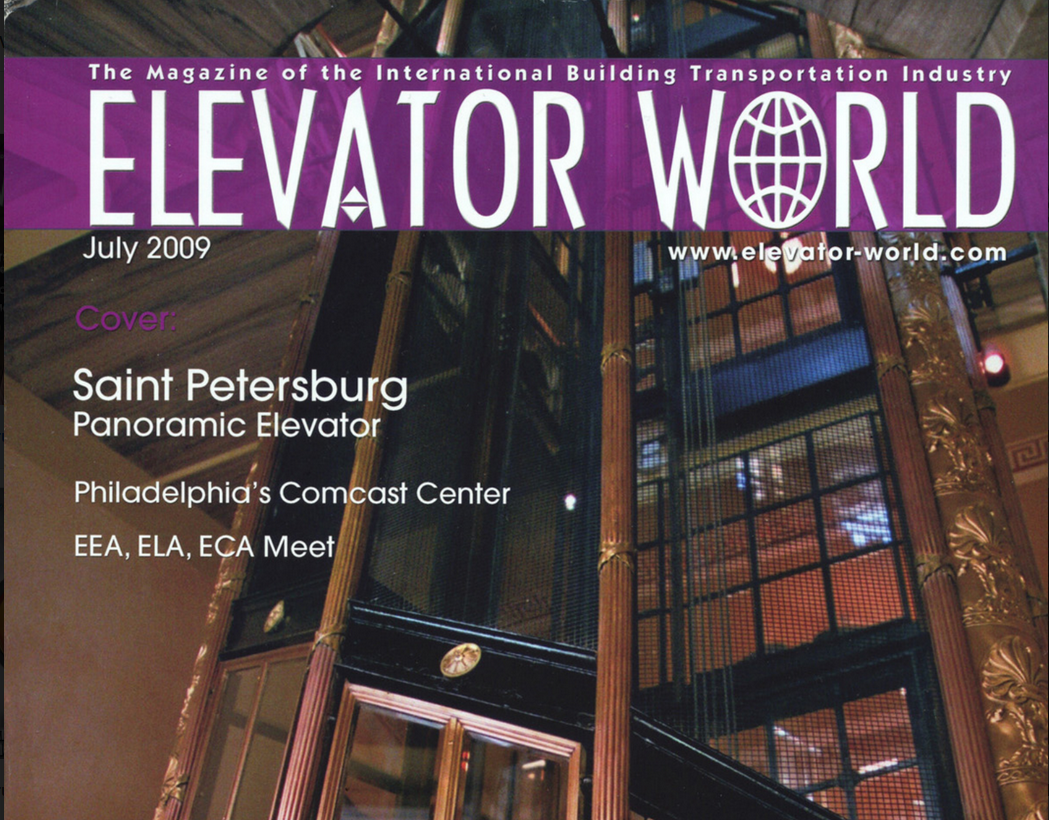 The Magazine of the International Building Transportation Industry
ELEVATOR WORLD
July 2009
www.elevator-world.com
Cover:
Saint Petersburg
Panoramic Elevator
Philadelphia's Comcast Center
EEA, ELA, ECA Meet